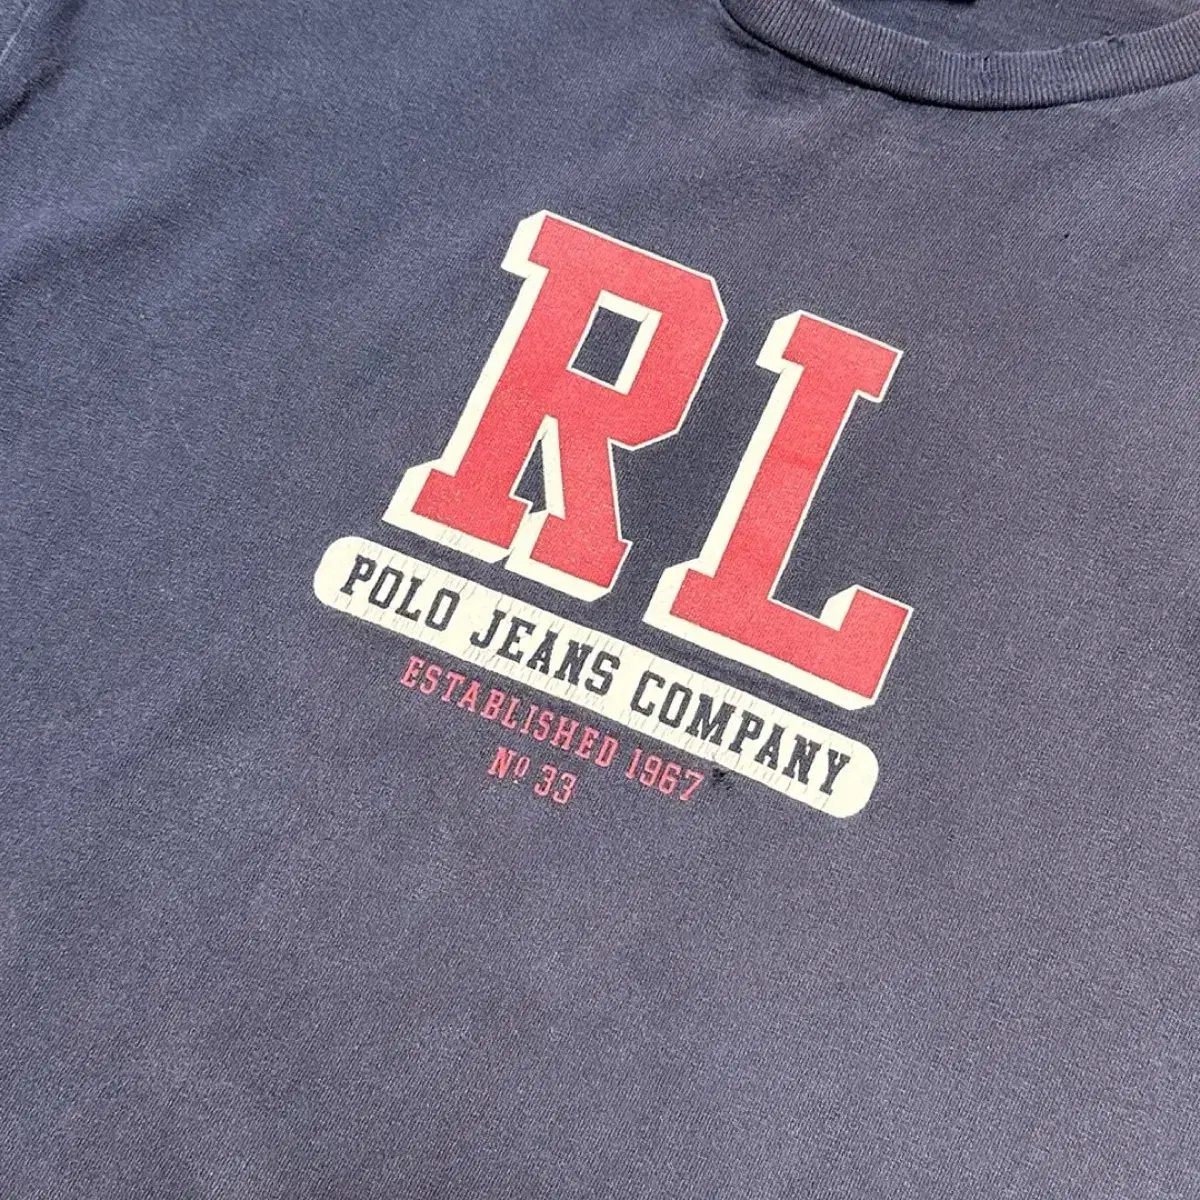 RL
POLO JEANS COMPANY
ESTABLISHED 1967
Nº 33